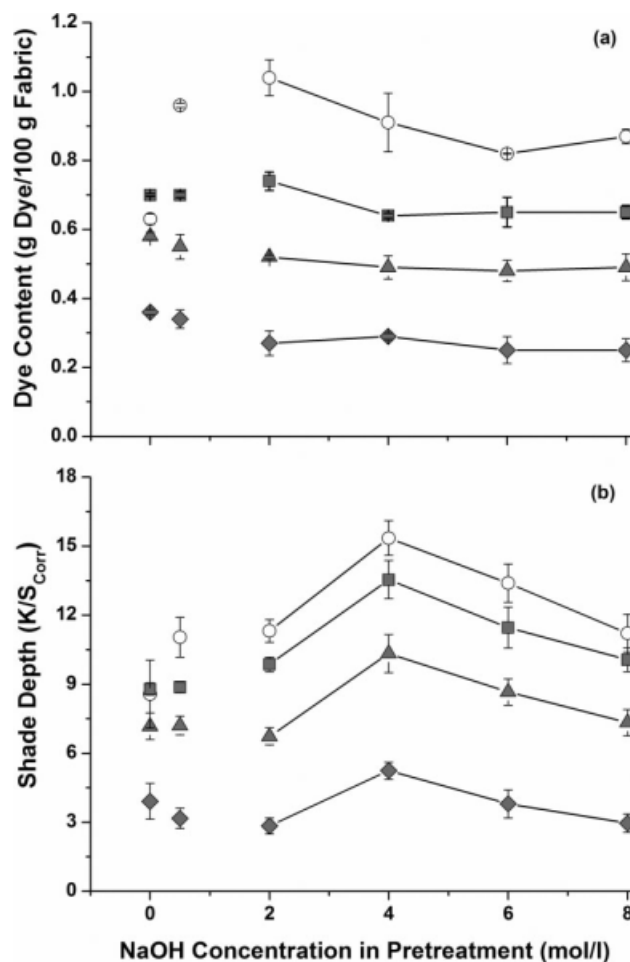 (a)
Dye Content (g Dye/100 g Fabric)
1.2
1.0
0.8
0.6
0.4
0.2
0.0
(b)
Shade Depth (K/S_Corr)
18
15
12
9
6
3
0
0 2 4 6 8
NaOH Concentration in Pretreatment (mol/l)